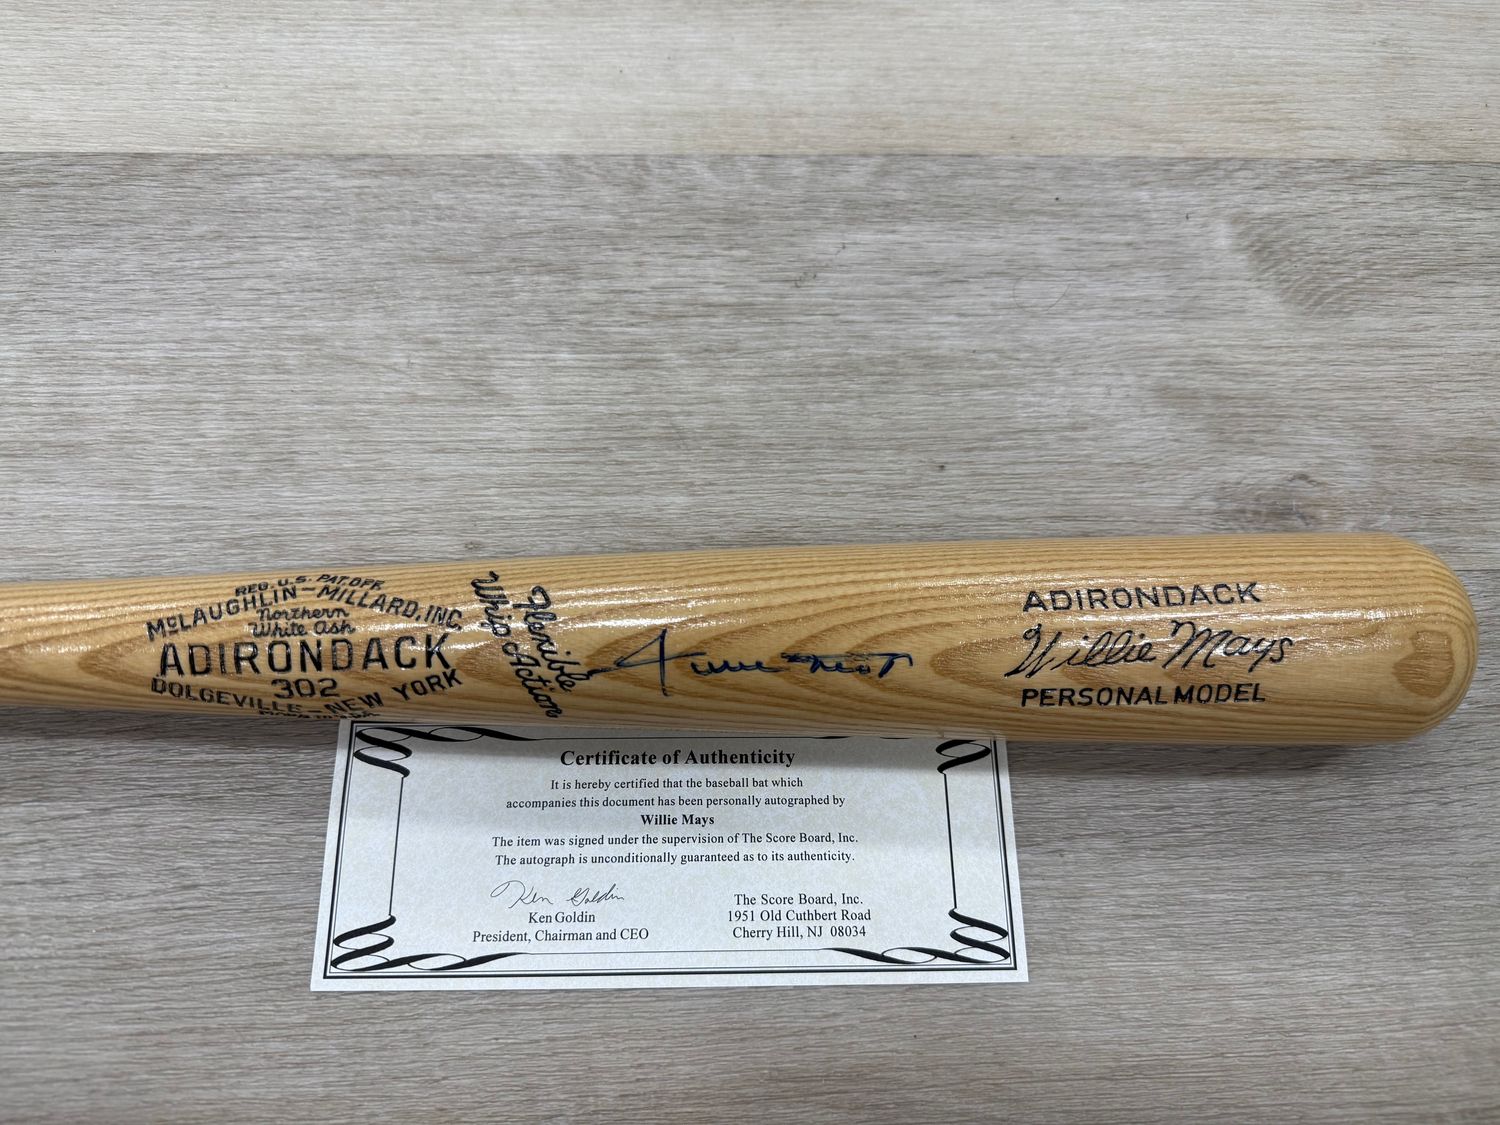 REG. U.S. PAT. OFF.
McLAUGHLIN-MILLARD, INC.
Northern
White Ash
ADIRONDACK
302
DOLGEVILLE-NEW YORK
Flexible
Whip Action
Willie Mays
ADIRONDACK
Willie Mays
PERSONAL MODEL
Certificate of Authenticity
It is hereby certified that the baseball bat which
accompanies this document has been personally autographed by
Willie Mays
The item was signed under the supervision of The Score Board, Inc.
The autograph is unconditionally guaranteed as to its authenticity.
Ken Goldin
Ken Goldin
President, Chairman and CEO
The Score Board, Inc.
1951 Old Cuthbert Road
Cherry Hill, NJ 08034